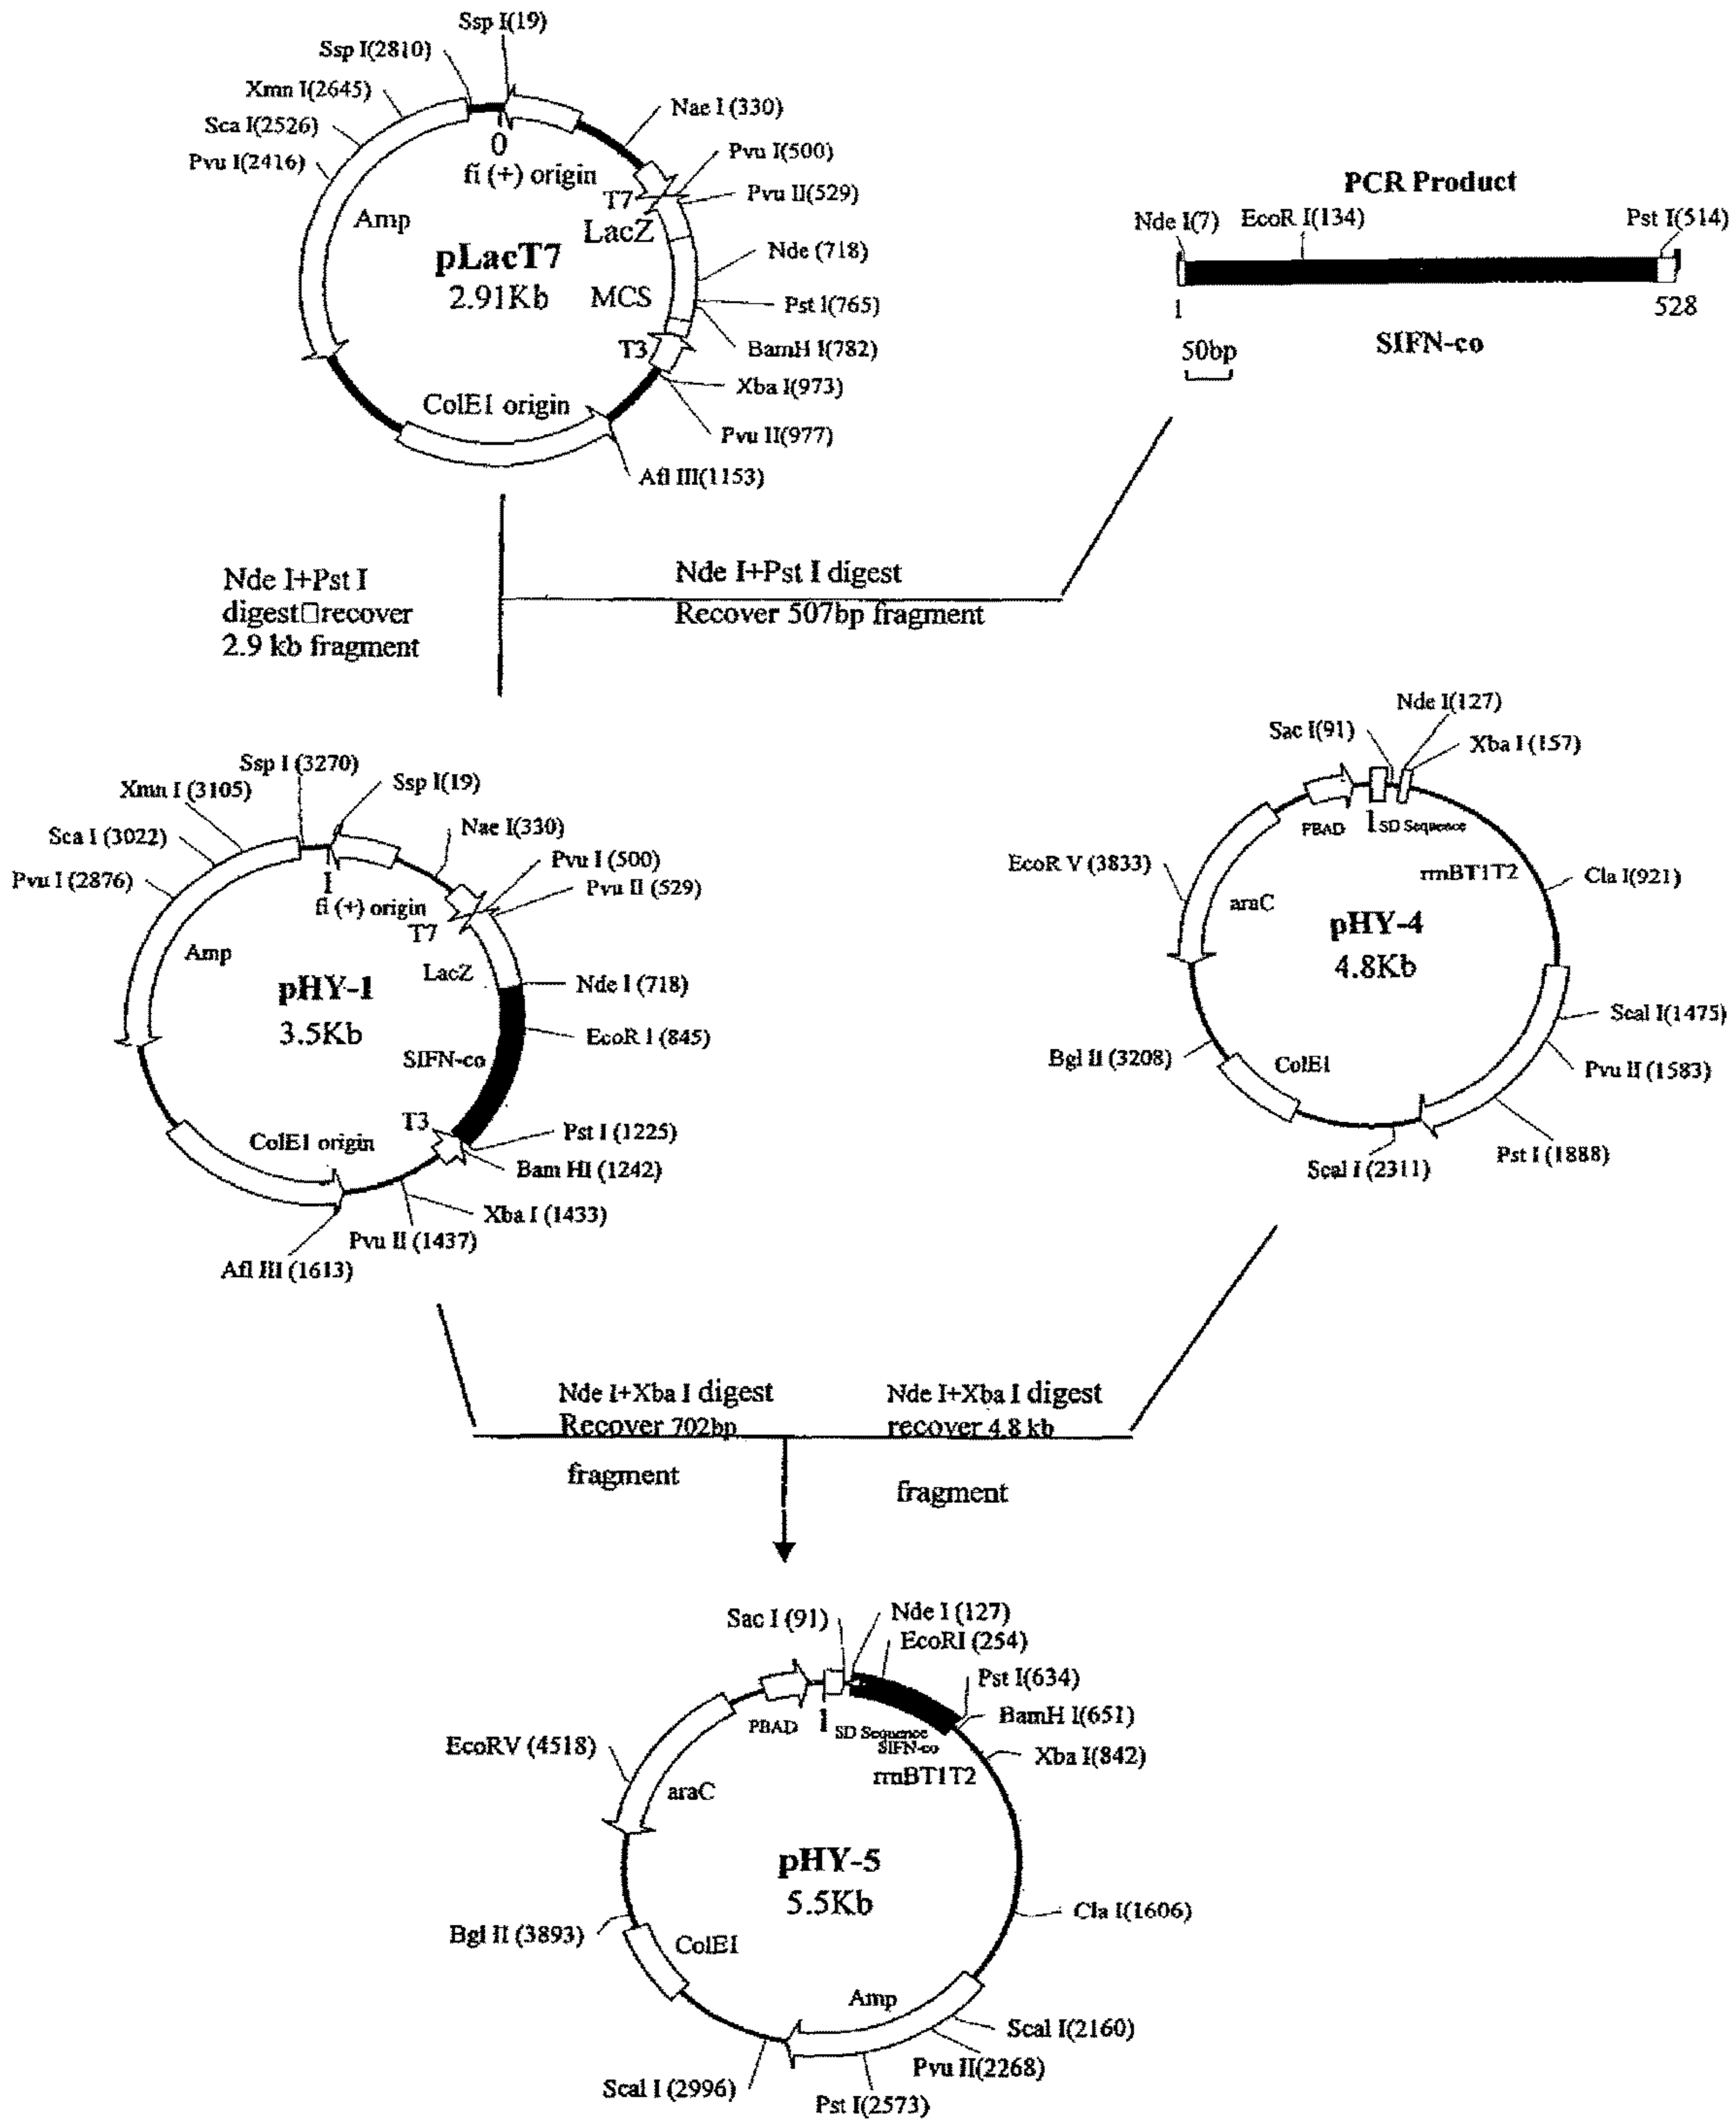 Ssp I(19)
Ssp I(2810)
Xmn I(2645)
Nae I (330)
Sca I(2526)
Pvu I(500)
Pvu I(2416)
0
fi (+) origin
T7
Pvu II(529)
Amp
LacZ
pLacT7
2.91Kb
Nde (718)
MCS
Pst I(765)
T3
BamH I(782)
Xba I(973)
ColE1 origin
Pvu II(977)
Afl III(1153)
PCR Product
Nde I(7)
EcoR I(134)
Pst I(514)
1
528
50bp
SIFN-co
Nde I+Pst I
digest□recover
2.9 kb fragment
Nde I+Pst I digest
Recover 507bp fragment
Ssp I (3270)
Ssp I(19)
Xmn I (3105)
Nae I(330)
Sca I (3022)
Pvu I (500)
Pvu I (2876)
Pvu II (529)
1
fi (+) origin
T7
Amp
LacZ
pHY-1
3.5Kb
Nde I (718)
EcoR I (845)
SIFN-co
T3
Pst I (1225)
ColE1 origin
Bam HI (1242)
Xba I (1433)
Pvu II (1437)
Afl III (1613)
Nde I(127)
Sac I(91)
Xba I (157)
PBAD
1
SD Sequence
EcoR V (3833)
rrnBT1T2
Cla I(921)
araC
pHY-4
4.8Kb
Scal I(1475)
Bgl II (3208)
ColE1
Pvu II (1583)
Pst I (1888)
Scal I (2311)
Nde I+Xba I digest
Recover 702bp
fragment
Nde I+Xba I digest
recover 4.8 kb
fragment
Sac I (91)
Nde I (127)
EcoRI (254)
Pst I(634)
BamH I(651)
PBAD
1
SD Sequence
SIFN-co
Xba I(842)
EcoRV (4518)
rrnBT1T2
araC
pHY-5
5.5Kb
Cla I(1606)
Bgl II (3893)
ColE1
Amp
Scal I(2160)
Pvu II(2268)
Scal I (2996)
Pst I(2573)